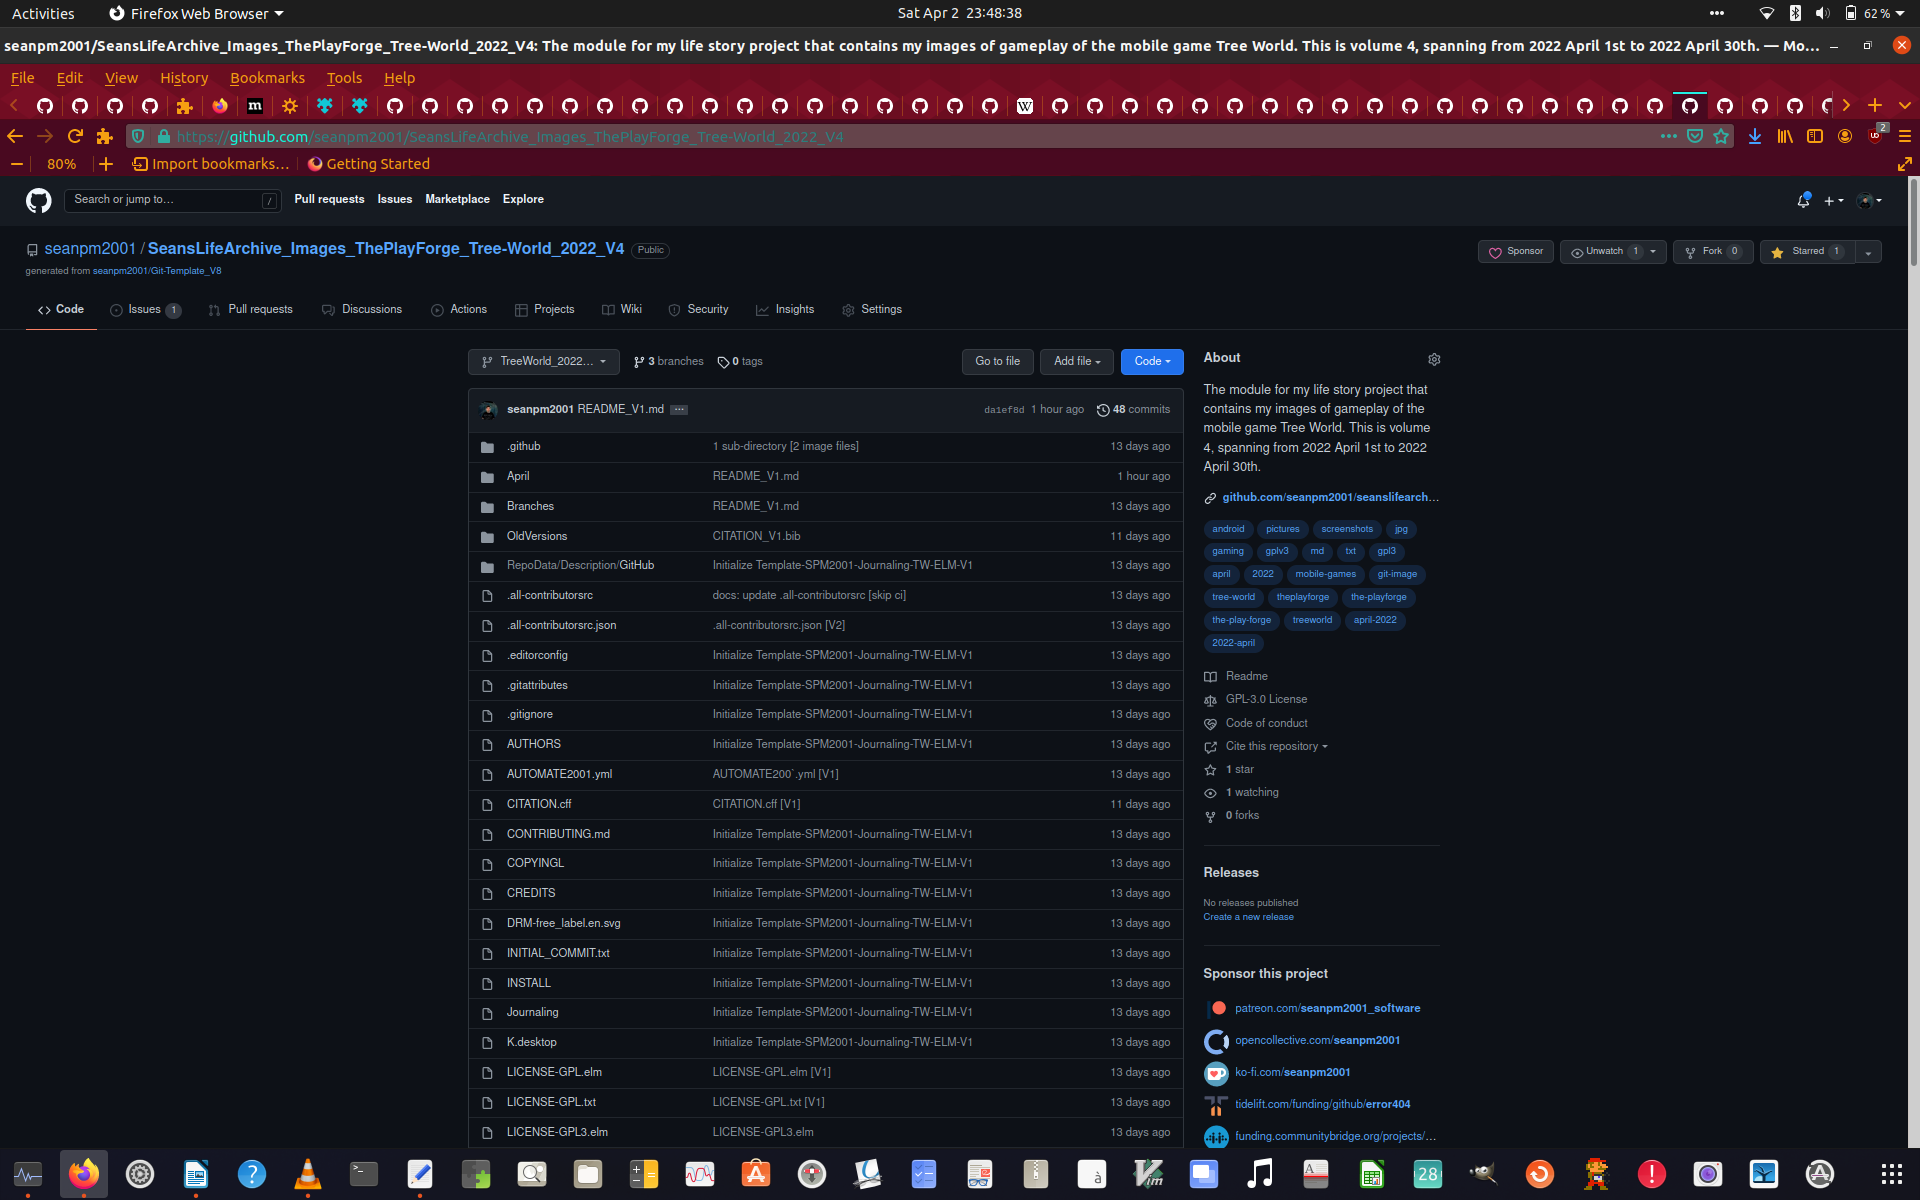 Activities Firefox Web Browser Sat Apr 2 23:48:38 62 %
seanpm2001/SeansLifeArchive_Images_ThePlayForge_Tree-World_2022_V4: The module for my life story project that contains my images of gameplay of the mobile game Tree World. This is volume 4, spanning from 2022 April 1st to 2022 April 30th. — Mo...
File Edit View History Bookmarks Tools Help
https://github.com/seanpm2001/SeansLifeArchive_Images_ThePlayForge_Tree-World_2022_V4 2
80% Import bookmarks... Getting Started
Search or jump to... / Pull requests Issues Marketplace Explore
seanpm2001 / SeansLifeArchive_Images_ThePlayForge_Tree-World_2022_V4 Public Sponsor Unwatch 1 Fork 0 Starred 1
generated from seanpm2001/Git-Template_V8
Code Issues 1 Pull requests Discussions Actions Projects Wiki Security Insights Settings
TreeWorld_2022... 3 branches 0 tags Go to file Add file Code
seanpm2001 README_V1.md ... da1ef8d 1 hour ago 48 commits
.github 1 sub-directory [2 image files] 13 days ago
April README_V1.md 1 hour ago
Branches README_V1.md 13 days ago
OldVersions CITATION_V1.bib 11 days ago
RepoData/Description/GitHub Initialize Template-SPM2001-Journaling-TW-ELM-V1 13 days ago
.all-contributorsrc docs: update .all-contributorsrc [skip ci] 13 days ago
.all-contributorsrc.json .all-contributorsrc.json [V2] 13 days ago
.editorconfig Initialize Template-SPM2001-Journaling-TW-ELM-V1 13 days ago
.gitattributes Initialize Template-SPM2001-Journaling-TW-ELM-V1 13 days ago
.gitignore Initialize Template-SPM2001-Journaling-TW-ELM-V1 13 days ago
AUTHORS Initialize Template-SPM2001-Journaling-TW-ELM-V1 13 days ago
AUTOMATE2001.yml AUTOMATE200`.yml [V1] 13 days ago
CITATION.cff CITATION.cff [V1] 11 days ago
CONTRIBUTING.md Initialize Template-SPM2001-Journaling-TW-ELM-V1 13 days ago
COPYINGL Initialize Template-SPM2001-Journaling-TW-ELM-V1 13 days ago
CREDITS Initialize Template-SPM2001-Journaling-TW-ELM-V1 13 days ago
DRM-free_label.en.svg Initialize Template-SPM2001-Journaling-TW-ELM-V1 13 days ago
INITIAL_COMMIT.txt Initialize Template-SPM2001-Journaling-TW-ELM-V1 13 days ago
INSTALL Initialize Template-SPM2001-Journaling-TW-ELM-V1 13 days ago
Journaling Initialize Template-SPM2001-Journaling-TW-ELM-V1 13 days ago
K.desktop Initialize Template-SPM2001-Journaling-TW-ELM-V1 13 days ago
LICENSE-GPL.elm LICENSE-GPL.elm [V1] 13 days ago
LICENSE-GPL.txt LICENSE-GPL.txt [V1] 13 days ago
LICENSE-GPL3.elm LICENSE-GPL3.elm 13 days ago
About
The module for my life story project that
contains my images of gameplay of the
mobile game Tree World. This is volume
4, spanning from 2022 April 1st to 2022
April 30th.
github.com/seanpm2001/seanslifearch...
android pictures screenshots jpg
gaming gplv3 md txt gpl3
april 2022 mobile-games git-image
tree-world theplayforge the-playforge
the-play-forge treeworld april-2022
2022-april
Readme
GPL-3.0 License
Code of conduct
Cite this repository
1 star
1 watching
0 forks
Releases
No releases published
Create a new release
Sponsor this project
patreon.com/seanpm2001_software
opencollective.com/seanpm2001
ko-fi.com/seanpm2001
tidelift.com/funding/github/error404
funding.communitybridge.org/projects/...
28